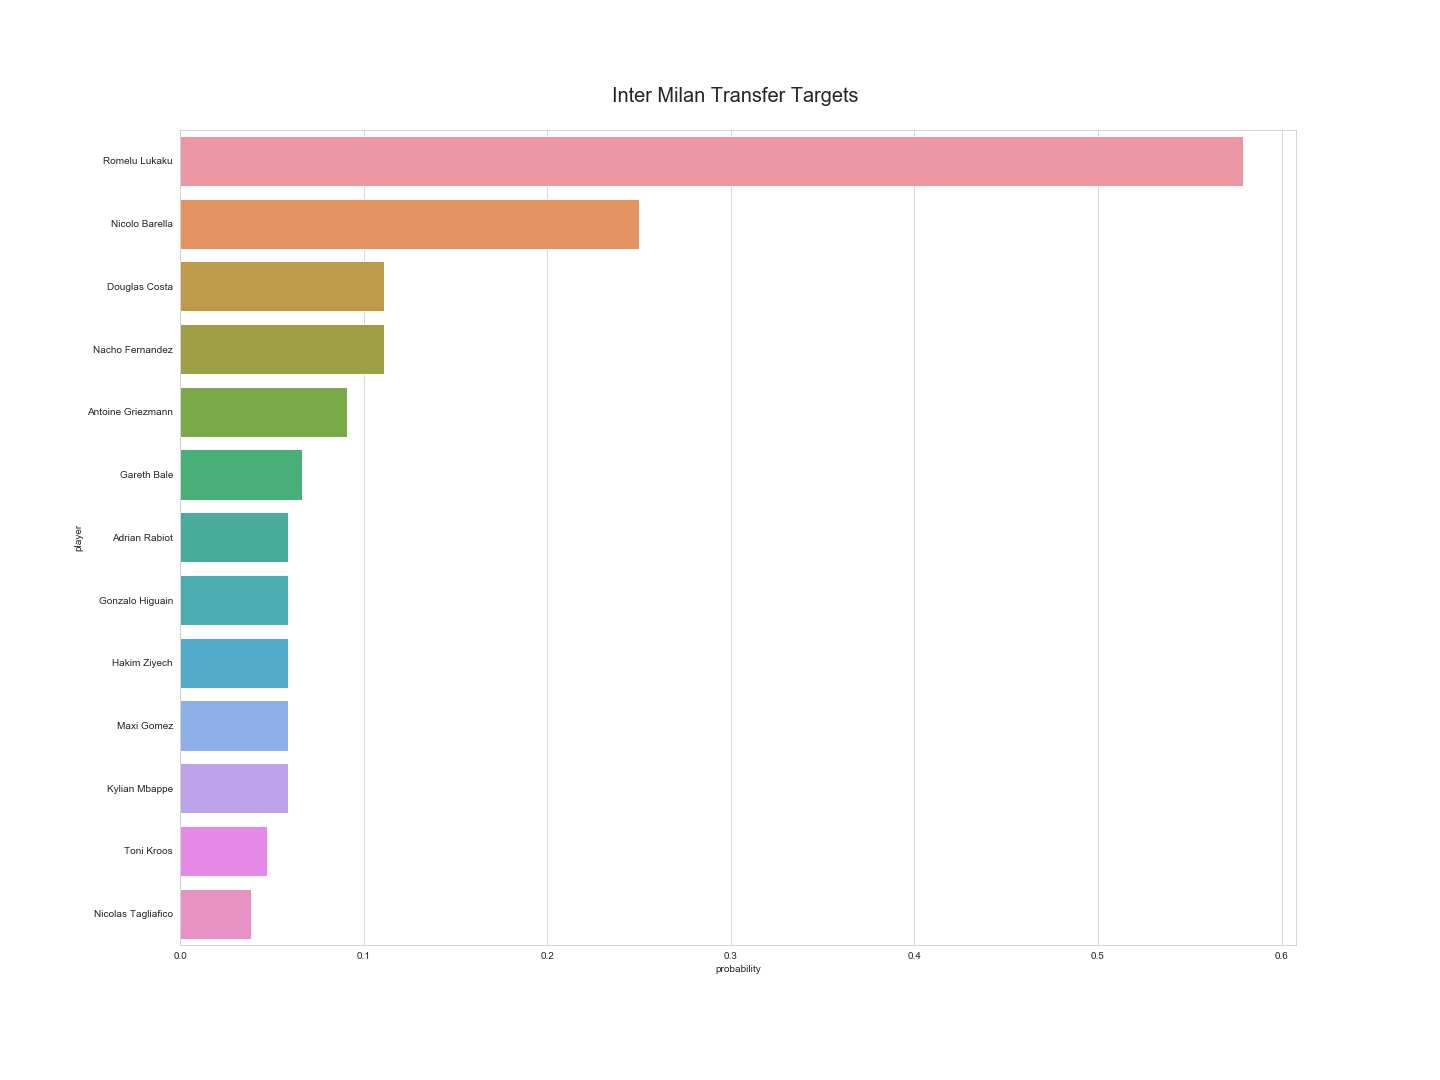 Inter Milan Transfer Targets
Romelu Lukaku
Nicolo Barella
Douglas Costa
Nacho Fernandez
Antoine Griezmann
Gareth Bale
Adrian Rabiot
Gonzalo Higuain
Hakim Ziyech
Maxi Gomez
Kylian Mbappe
Toni Kroos
Nicolas Tagliafico
player
0.0 0.1 0.2 0.3 0.4 0.5 0.6
probability